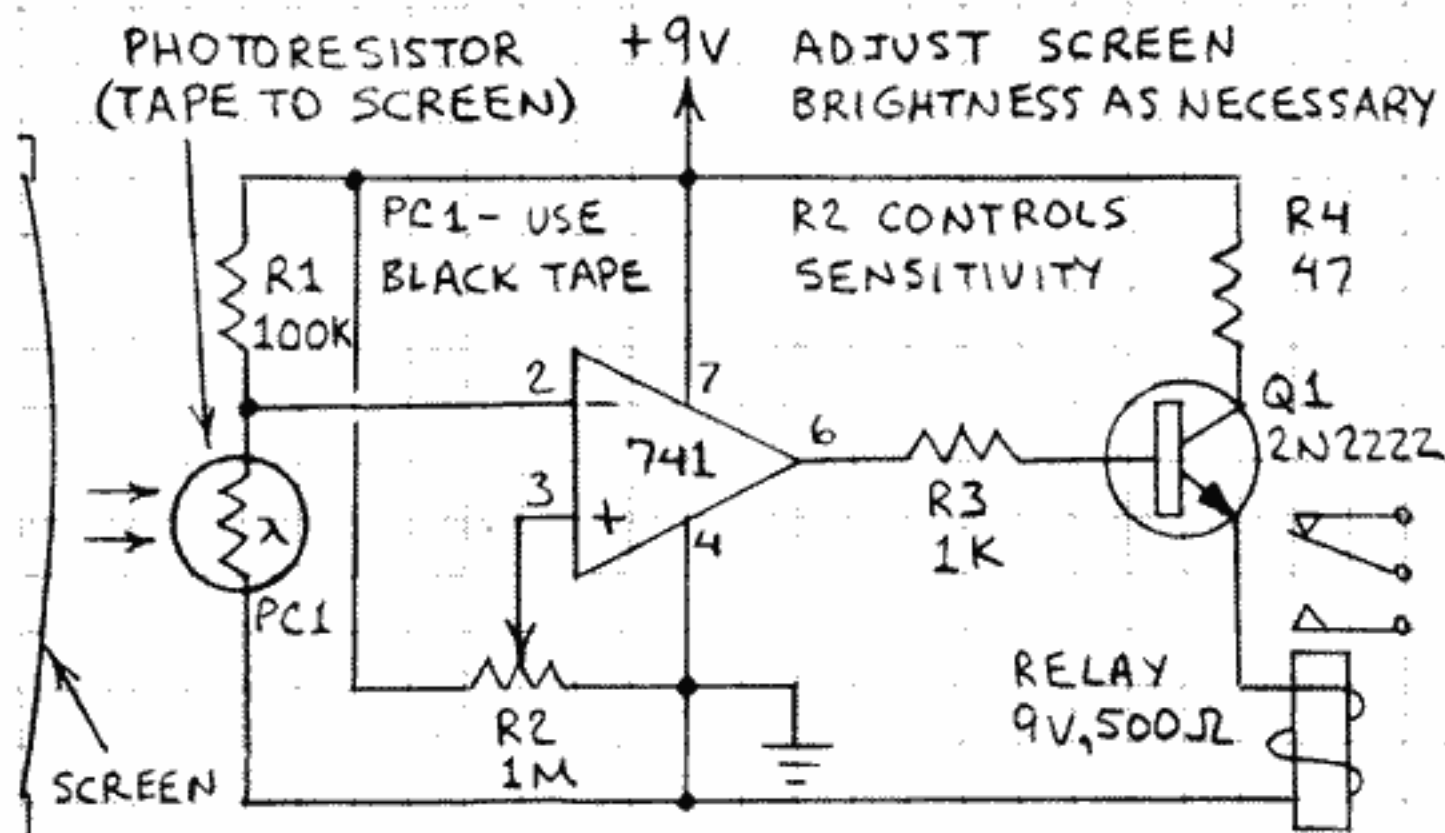 PHOTORESISTOR
(TAPE TO SCREEN)
+9V
ADJUST SCREEN
BRIGHTNESS AS NECESSARY
PC1- USE
BLACK TAPE
R2 CONTROLS
SENSITIVITY
R4
47
R1
100K
2
7
-
741
6
3
+
4
Q1
2N2222
R3
1K
λ
PC1
R2
1M
RELAY
9V, 500Ω
SCREEN